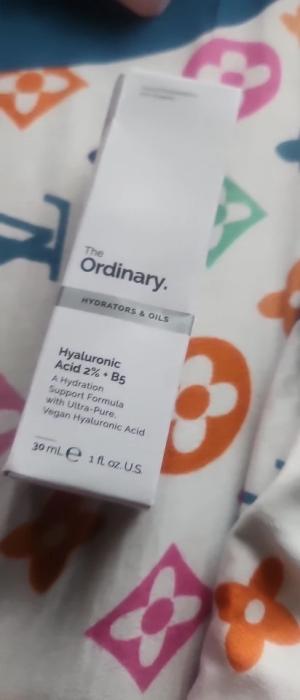 The
Ordinary.
HYDRATORS & OILS
Hyaluronic
Acid 2% + B5
A Hydration
Support Formula
with Ultra-Pure,
Vegan Hyaluronic Acid
30 mL ℮ 1 fl. oz. U.S.